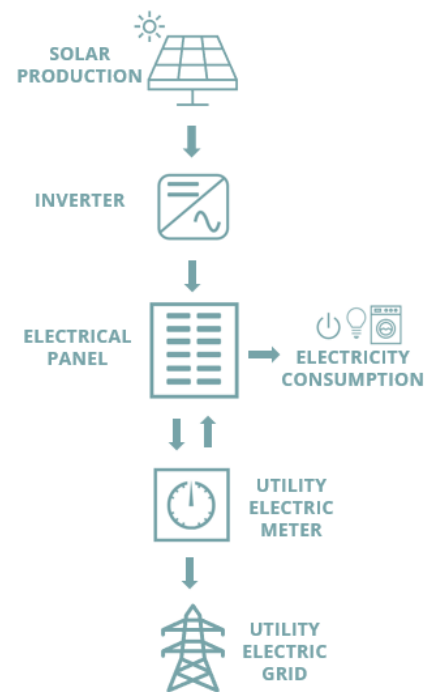 SOLAR
PRODUCTION
INVERTER
ELECTRICAL
PANEL
ELECTRICITY
CONSUMPTION
UTILITY
ELECTRIC
METER
UTILITY
ELECTRIC
GRID